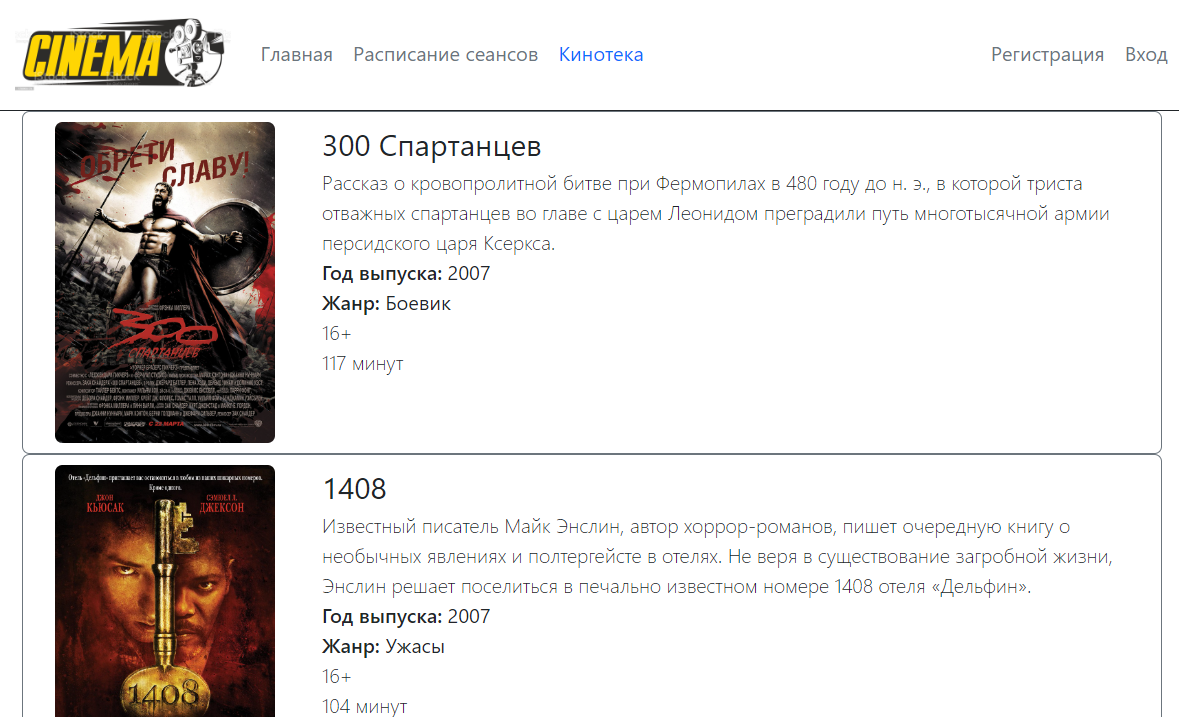 CINEMA
Главная Расписание сеансов Кинотека Регистрация Вход
ОБРЕТИ
СЛАВУ!
300
СПАРТАНЦЕВ
300 Спартанцев
Рассказ о кровопролитной битве при Фермопилах в 480 году до н. э., в которой триста
отважных спартанцев во главе с царем Леонидом преградили путь многотысячной армии
персидского царя Ксеркса.
Год выпуска: 2007
Жанр: Боевик
16+
117 минут
Отель «Дельфин» приглашает вас остановиться в любом из наших шикарных номеров.
Кроме одного.
ДЖОН
КЬЮСАК
СЭМЮЕЛ Л.
ДЖЕКСОН
1408
1408
Известный писатель Майк Энслин, автор хоррор-романов, пишет очередную книгу о
необычных явлениях и полтергейсте в отелях. Не веря в существование загробной жизни,
Энслин решает поселиться в печально известном номере 1408 отеля «Дельфин».
Год выпуска: 2007
Жанр: Ужасы
16+
104 минут